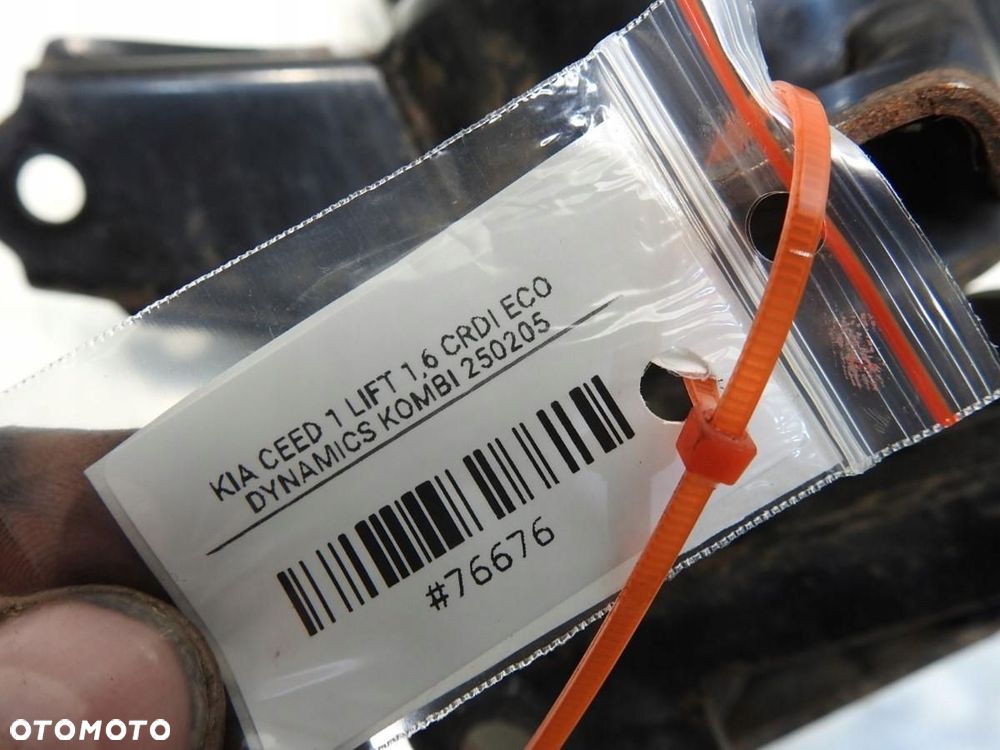 KIA CEED 1 LIFT 1.6 CRDI ECO
DYNAMICS KOMBI 250205
#76676
OTOMOTO